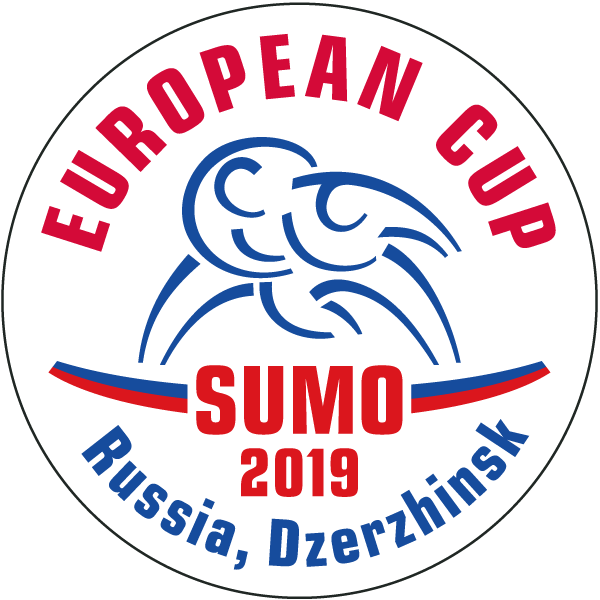 EUROPEAN CUP
SUMO
2019
Russia, Dzerzhinsk